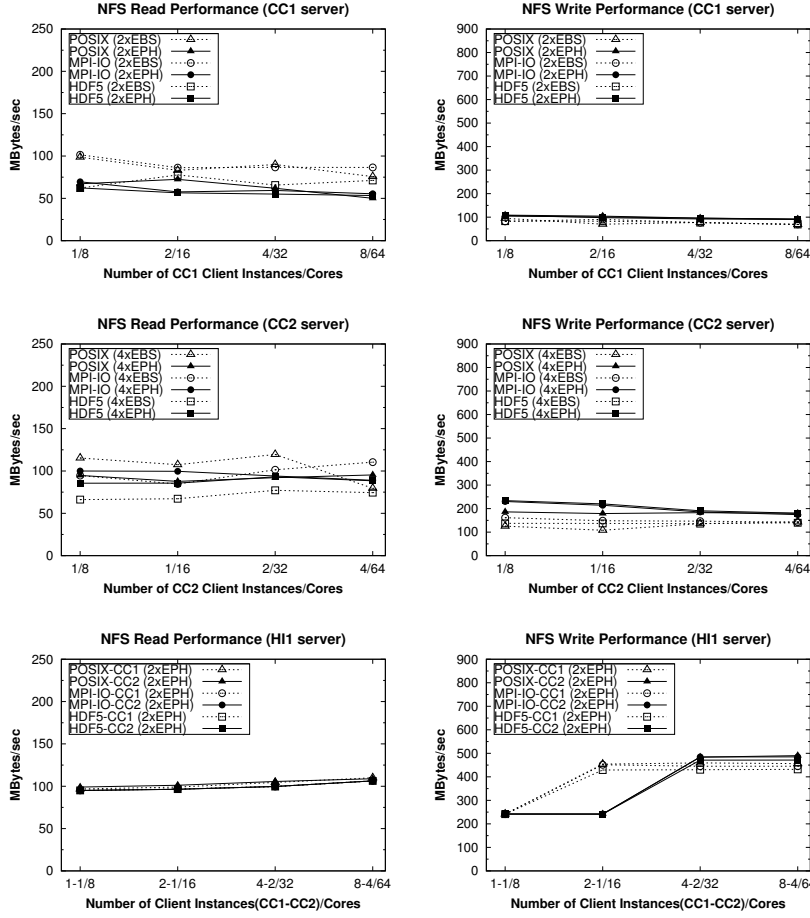 NFS Read Performance (CC1 server)
250
200
150
100
50
0
MBytes/sec
POSIX (2xEBS)
POSIX (2xEPH)
MPI-IO (2xEBS)
MPI-IO (2xEPH)
HDF5 (2xEBS)
HDF5 (2xEPH)
1/8 2/16 4/32 8/64
Number of CC1 Client Instances/Cores
NFS Write Performance (CC1 server)
900
800
700
600
500
400
300
200
100
0
MBytes/sec
POSIX (2xEBS)
POSIX (2xEPH)
MPI-IO (2xEBS)
MPI-IO (2xEPH)
HDF5 (2xEBS)
HDF5 (2xEPH)
1/8 2/16 4/32 8/64
Number of CC1 Client Instances/Cores
NFS Read Performance (CC2 server)
250
200
150
100
50
0
MBytes/sec
POSIX (4xEBS)
POSIX (4xEPH)
MPI-IO (4xEBS)
MPI-IO (4xEPH)
HDF5 (4xEBS)
HDF5 (4xEPH)
1/8 1/16 2/32 4/64
Number of CC2 Client Instances/Cores
NFS Write Performance (CC2 server)
900
800
700
600
500
400
300
200
100
0
MBytes/sec
POSIX (4xEBS)
POSIX (4xEPH)
MPI-IO (4xEBS)
MPI-IO (4xEPH)
HDF5 (4xEBS)
HDF5 (4xEPH)
1/8 1/16 2/32 4/64
Number of CC2 Client Instances/Cores
NFS Read Performance (HI1 server)
250
200
150
100
50
0
MBytes/sec
POSIX-CC1 (2xEPH)
POSIX-CC2 (2xEPH)
MPI-IO-CC1 (2xEPH)
MPI-IO-CC2 (2xEPH)
HDF5-CC1 (2xEPH)
HDF5-CC2 (2xEPH)
1-1/8 2-1/16 4-2/32 8-4/64
Number of Client Instances(CC1-CC2)/Cores
NFS Write Performance (HI1 server)
900
800
700
600
500
400
300
200
100
0
MBytes/sec
POSIX-CC1 (2xEPH)
POSIX-CC2 (2xEPH)
MPI-IO-CC1 (2xEPH)
MPI-IO-CC2 (2xEPH)
HDF5-CC1 (2xEPH)
HDF5-CC2 (2xEPH)
1-1/8 2-1/16 4-2/32 8-4/64
Number of Client Instances(CC1-CC2)/Cores